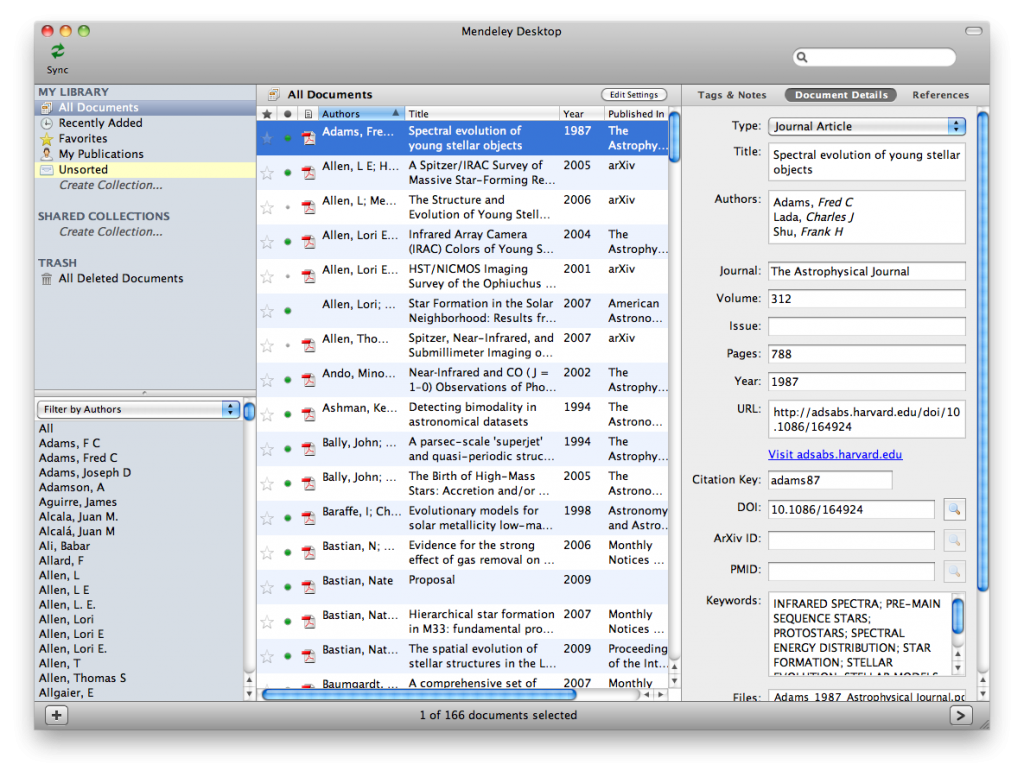 Mendeley Desktop
Sync
MY LIBRARY
All Documents
Recently Added
Favorites
My Publications
Unsorted
Create Collection...
SHARED COLLECTIONS
Create Collection...
TRASH
All Deleted Documents
Filter by Authors
All
Adams, F C
Adams, Fred C
Adams, Joseph D
Adamson, A
Aguirre, James
Alcala, Juan M.
Alcalá, Juan M
Ali, Babar
Allard, F
Allen, L
Allen, L E
Allen, L. E.
Allen, Lori
Allen, Lori E
Allen, Lori E.
Allen, T
Allen, Thomas S
Allgaier, E
All Documents
Edit Settings
Authors Title Year Published In
Adams, Fre... Spectral evolution of 1987 The
young stellar objects Astrophy...
Allen, L E; H... A Spitzer/IRAC Survey of 2005 arXiv
Massive Star-Forming Re...
Allen, L; Me... The Structure and 2006 arXiv
Evolution of Young Stell...
Allen, Lori E... Infrared Array Camera 2004 The
(IRAC) Colors of Young S... Astrophy...
Allen, Lori E... HST/NICMOS Imaging 2001 arXiv
Survey of the Ophiuchus ...
Allen, Lori; ... Star Formation in the Solar 2007 American
Neighborhood: Results fr... Astrono...
Allen, Tho... Spitzer, Near-Infrared, and 2007 arXiv
Submillimeter Imaging o...
Ando, Mino... Near-Infrared and CO (J = 2002 The
1-0) Observations of Pho... Astrophy...
Ashman, Ke... Detecting bimodality in 1994 The
astronomical datasets Astrono...
Bally, John; ... A parsec-scale 'superjet' 1994 The
and quasi-periodic struc... Astrophy...
Bally, John; ... The Birth of High-Mass 2005 The
Stars: Accretion and/or ... Astrono...
Baraffe, I; Ch... Evolutionary models for 1998 Astronomy
solar metallicity low-ma... and Astro...
Bastian, N; ... Evidence for the strong 2006 Monthly
effect of gas removal on ... Notices ...
Bastian, Nate Proposal 2009
Bastian, Nat... Hierarchical star formation 2007 Monthly
in M33: fundamental pro... Notices ...
Bastian, Nat... The spatial evolution of 2009 Proceeding
stellar structures in the L... of the Int...
Baumgardt, ... A comprehensive set of 2007 Monthly
Tags & Notes Document Details References
Type: Journal Article
Title: Spectral evolution of young stellar
objects
Authors: Adams, Fred C
Lada, Charles J
Shu, Frank H
Journal: The Astrophysical Journal
Volume: 312
Issue:
Pages: 788
Year: 1987
URL: http://adsabs.harvard.edu/doi/10
.1086/164924
Visit adsabs.harvard.edu
Citation Key: adams87
DOI: 10.1086/164924
ArXiv ID:
PMID:
Keywords: INFRARED SPECTRA; PRE-MAIN
SEQUENCE STARS;
PROTOSTARS; SPECTRAL
ENERGY DISTRIBUTION; STAR
FORMATION; STELLAR
EVOLUTION; STELLAR MODELS
Files: Adams_1987_Astrophysical Journal.pd
1 of 166 documents selected